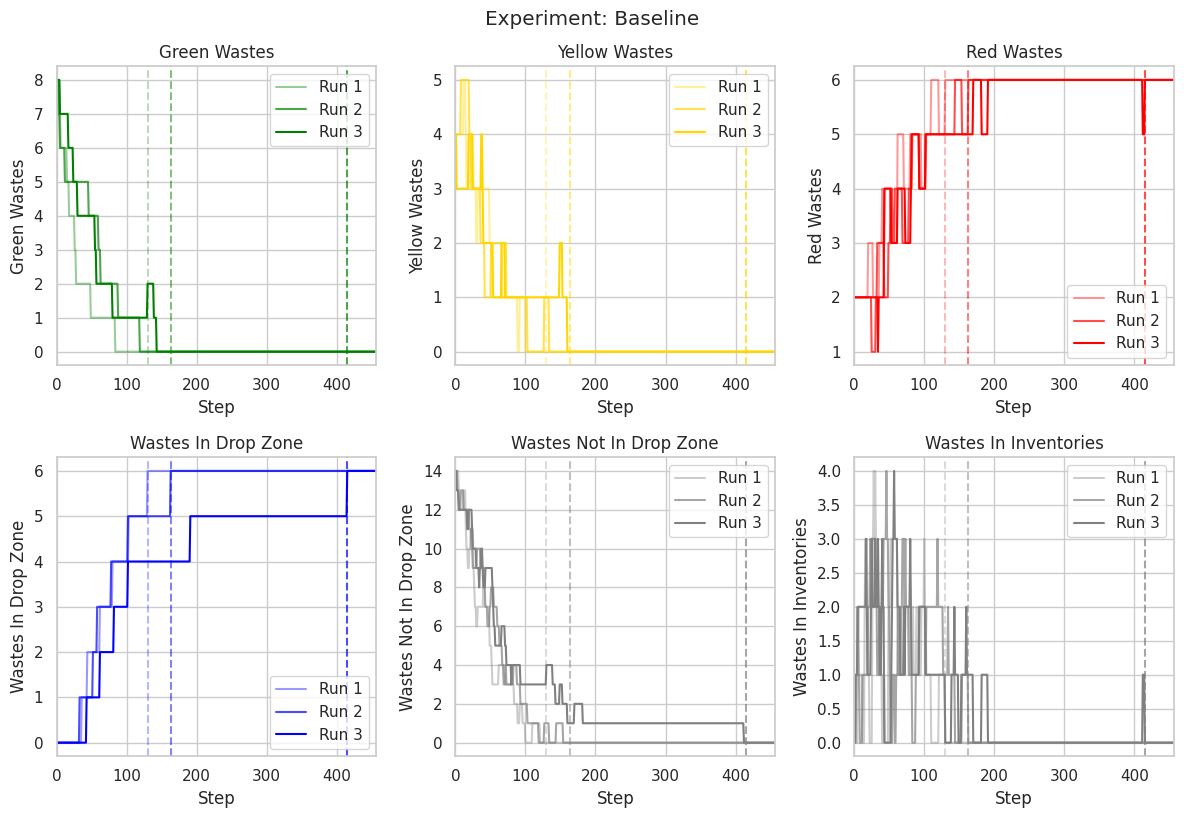 Experiment: Baseline
Green Wastes
Green Wastes
8
7
6
5
4
3
2
1
0
Run 1
Run 2
Run 3
0 100 200 300 400
Step
Yellow Wastes
Yellow Wastes
5
4
3
2
1
0
Run 1
Run 2
Run 3
0 100 200 300 400
Step
Red Wastes
Red Wastes
6
5
4
3
2
1
Run 1
Run 2
Run 3
0 100 200 300 400
Step
Wastes In Drop Zone
Wastes In Drop Zone
6
5
4
3
2
1
0
Run 1
Run 2
Run 3
0 100 200 300 400
Step
Wastes Not In Drop Zone
Wastes Not In Drop Zone
14
12
10
8
6
4
2
0
Run 1
Run 2
Run 3
0 100 200 300 400
Step
Wastes In Inventories
Wastes In Inventories
4.0
3.5
3.0
2.5
2.0
1.5
1.0
0.5
0.0
Run 1
Run 2
Run 3
0 100 200 300 400
Step